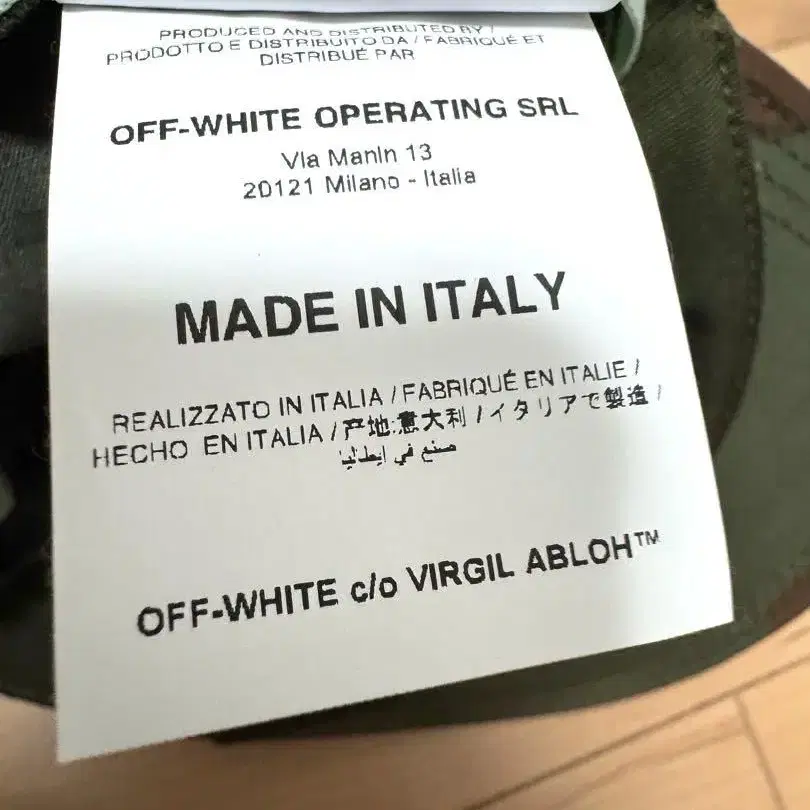 PRODUCED AND DISTRIBUTED BY /
PRODOTTO E DISTRIBUITO DA / FABRIQUÉ ET
DISTRIBUÉ PAR
OFF-WHITE OPERATING SRL
Via Manin 13
20121 Milano - Italia
MADE IN ITALY
REALIZZATO IN ITALIA / FABRIQUÉ EN ITALIE /
HECHO EN ITALIA / 产地:意大利 / イタリアで製造 /
صنع في إيطاليا
OFF-WHITE c/o VIRGIL ABLOH™